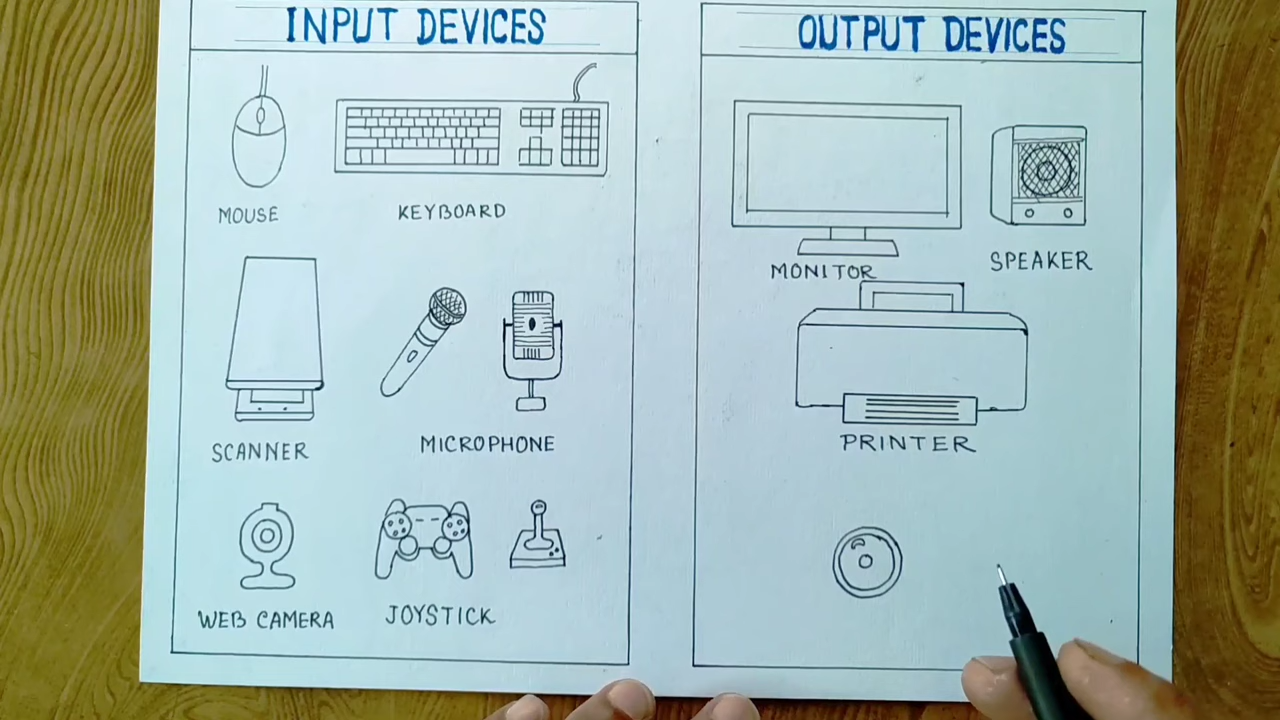 INPUT DEVICES
MOUSE
KEYBOARD
SCANNER
MICROPHONE
WEB CAMERA
JOYSTICK
OUTPUT DEVICES
MONITOR
SPEAKER
PRINTER